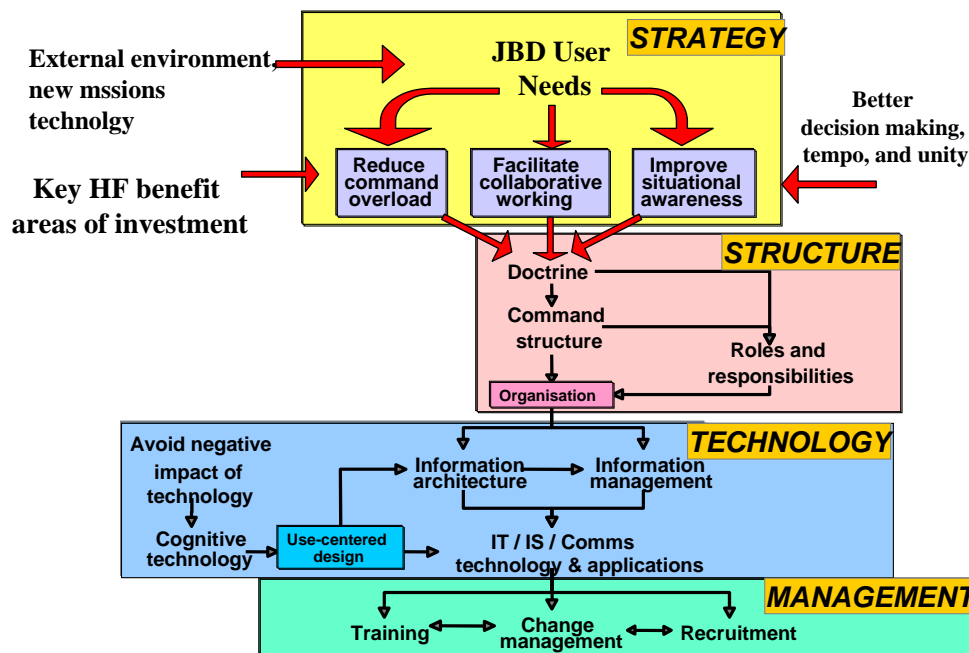 STRATEGY
External environment,
new mssions
technolgy
JBD User
Needs
Better
decision making,
tempo, and unity
Key HF benefit
areas of investment
Reduce
command
overload
Facilitate
collaborative
working
Improve
situational
awareness
STRUCTURE
Doctrine
Command
structure
Roles and
responsibilities
Organisation
TECHNOLOGY
Avoid negative
impact of
technology
Information
architecture
Information
management
Cognitive
technology
Use-centered
design
IT / IS / Comms
technology & applications
MANAGEMENT
Training
Change
management
Recruitment